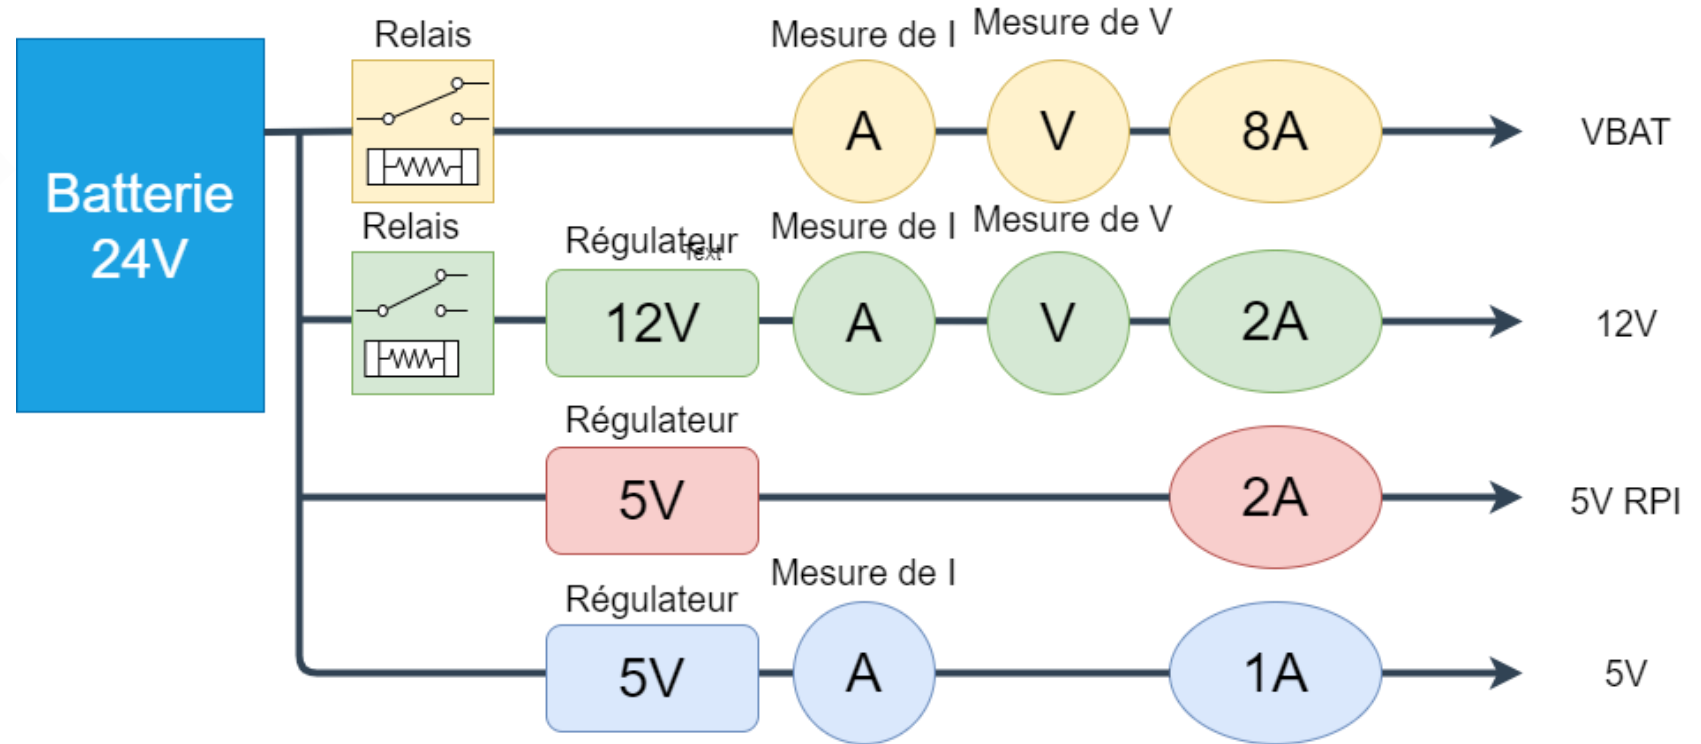 Relais
Mesure de I
Mesure de V
Batterie
24V
A
V
8A
VBAT
Relais
Régulateur
Text
Mesure de I
Mesure de V
12V
A
V
2A
12V
Régulateur
5V
2A
5V RPI
Régulateur
Mesure de I
5V
A
1A
5V